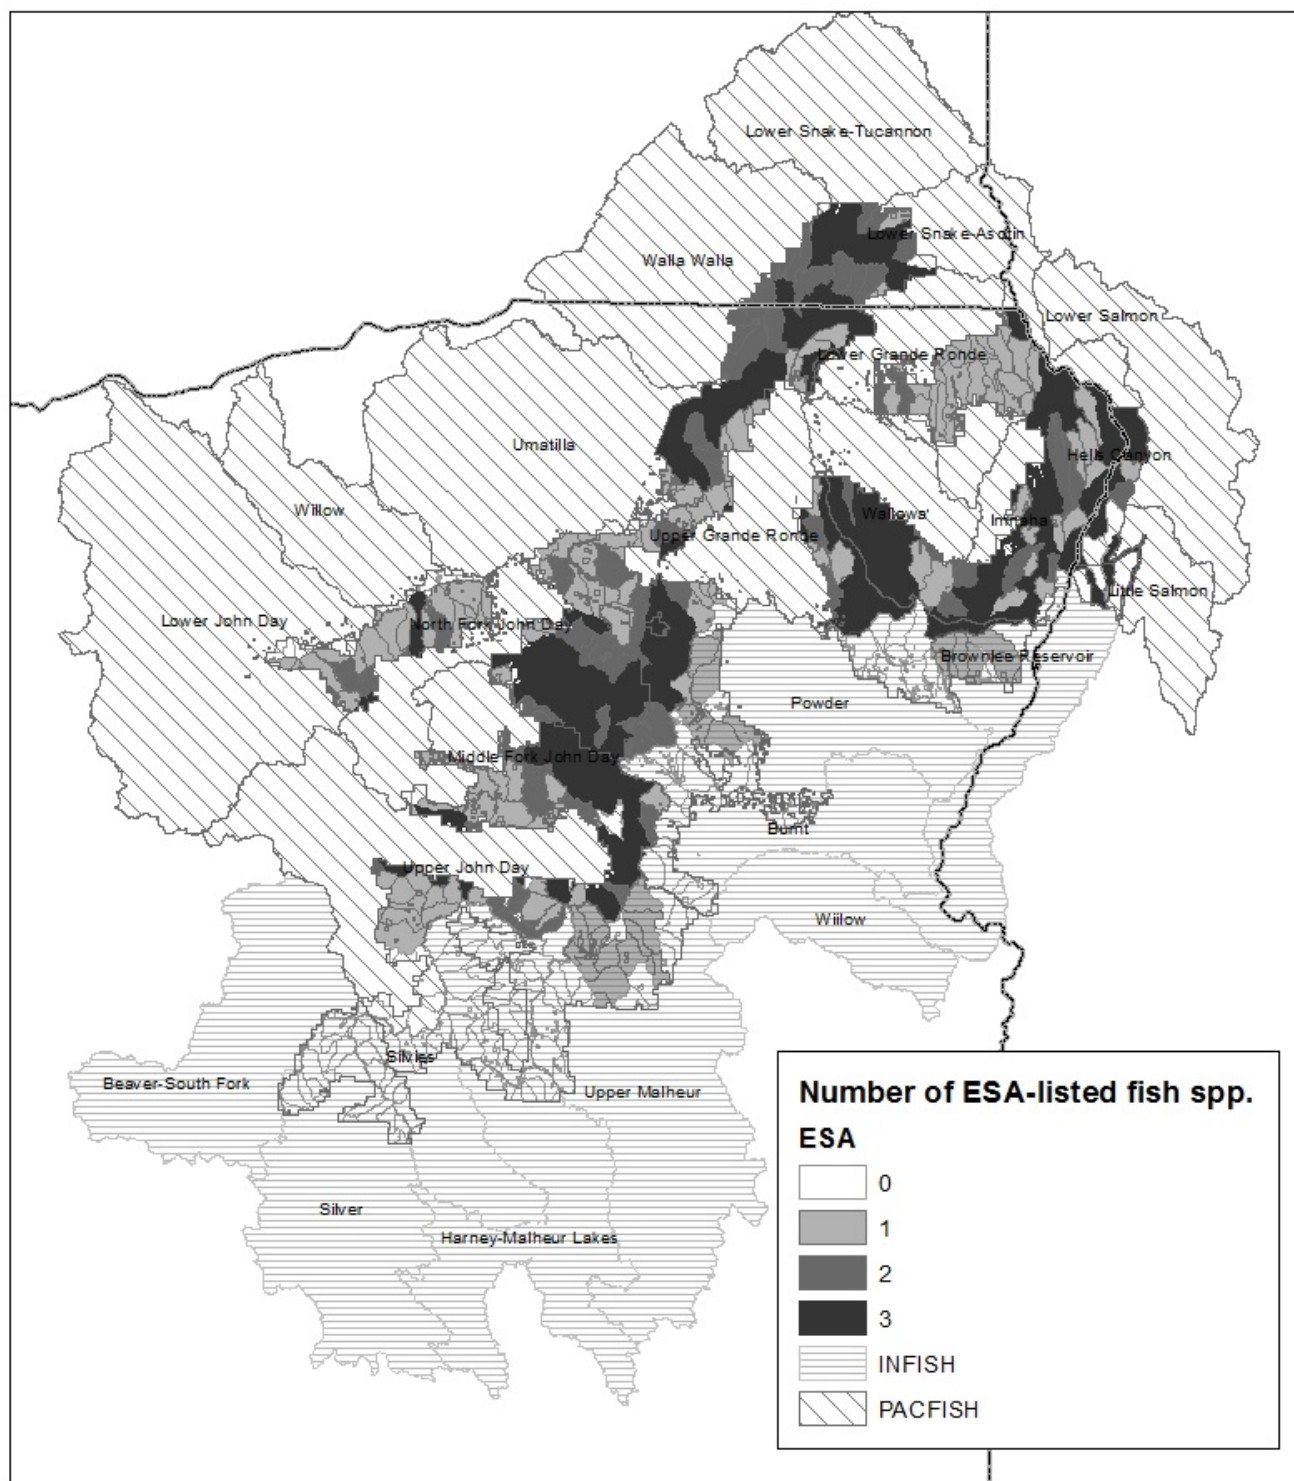 Lower Snake-Tucannon
Lower Snake-Asotin
Walla Walla
Lower Salmon
Lower Grande Ronde
Umatilla
Hells Canyon
Willow
Wallowa
Imnaha
Upper Grande Ronde
Little Salmon
Lower John Day
North Fork John Day
Brownlee Reservoir
Powder
Middle Fork John Day
Burnt
Upper John Day
Willow
Silvies
Beaver-South Fork
Upper Malheur
Silver
Harney-Malheur Lakes
Number of ESA-listed fish spp.
ESA
0
1
2
3
INFISH
PACFISH